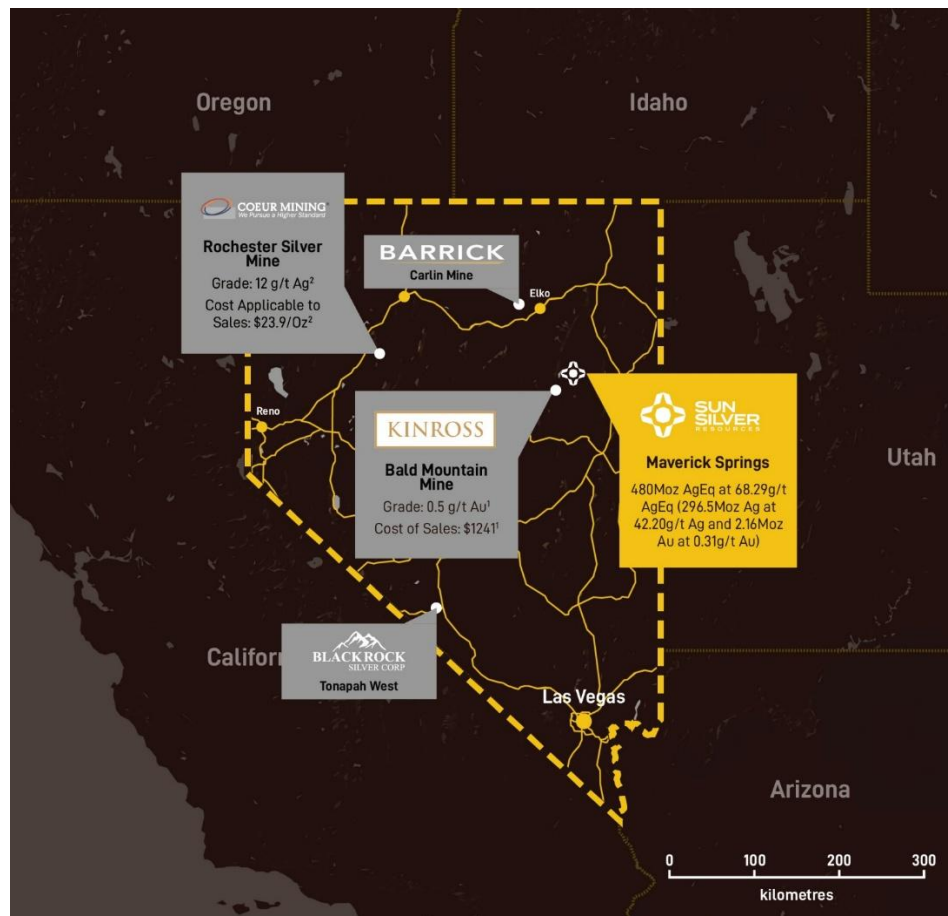 Oregon
Idaho
COEUR MINING®
We Pursue a Higher Standard
Rochester Silver
Mine
Grade: 12 g/t Ag²
Cost Applicable to
Sales: $23.9/Oz²
BARRICK
Carlin Mine
Elko
Reno
KINROSS
Bald Mountain
Mine
Grade: 0.5 g/t Au¹
Cost of Sales: $1241¹
SUN
SILVER
RESOURCES
Maverick Springs
480Moz AgEq at 68.29g/t
AgEq (296.5Moz Ag at
42.20g/t Ag and 2.16Moz
Au at 0.31g/t Au)
Utah
Califor
BLACKROCK
SILVER CORP
Tonapah West
Las Vegas
Arizona
0 100 200 300
kilometres